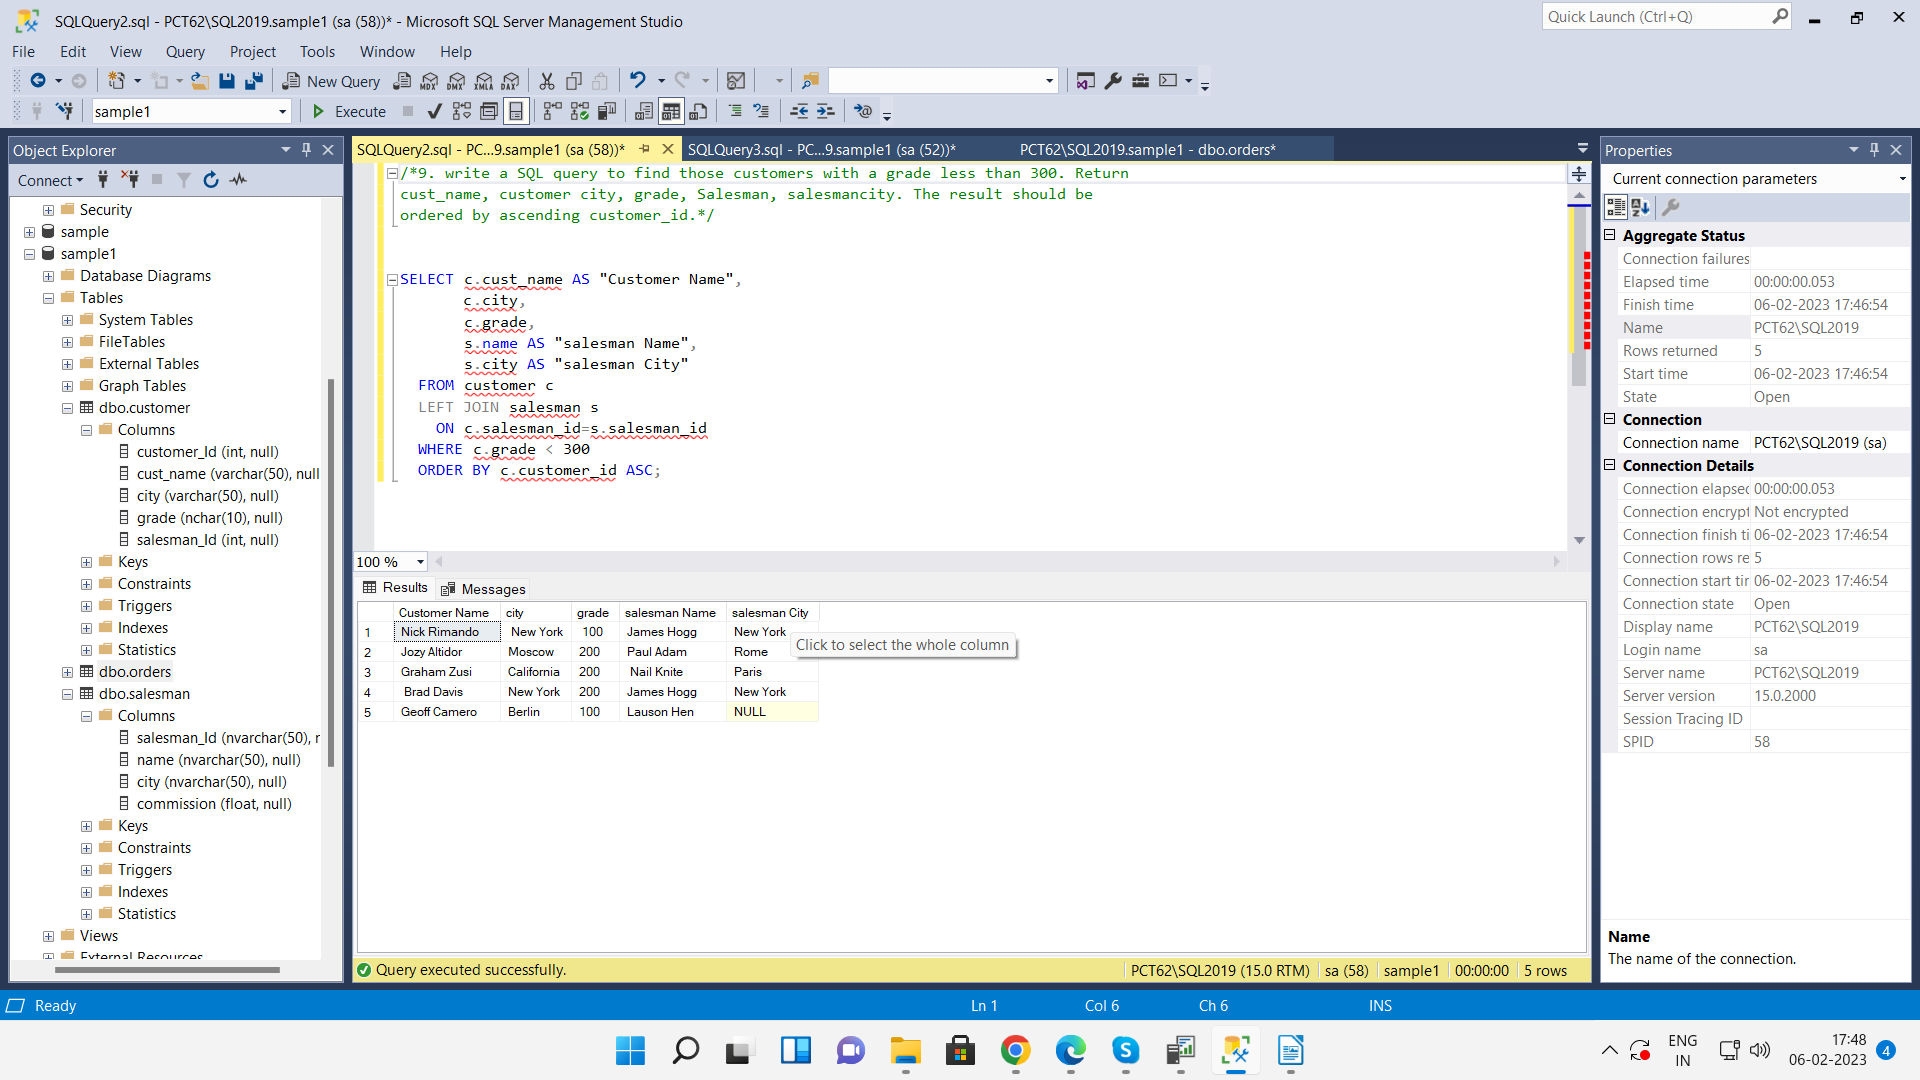 SQLQuery2.sql - PCT62\SQL2019.sample1 (sa (58))* - Microsoft SQL Server Management Studio
Quick Launch (Ctrl+Q)
File Edit View Query Project Tools Window Help
New Query MDX DMX XMLA DAX
sample1 Execute
Object Explorer
Connect
Security
sample
sample1
Database Diagrams
Tables
System Tables
FileTables
External Tables
Graph Tables
dbo.customer
Columns
customer_Id (int, null)
cust_name (varchar(50), null
city (varchar(50), null)
grade (nchar(10), null)
salesman_Id (int, null)
Keys
Constraints
Triggers
Indexes
Statistics
dbo.orders
dbo.salesman
Columns
salesman_Id (nvarchar(50), r
name (nvarchar(50), null)
city (nvarchar(50), null)
commission (float, null)
Keys
Constraints
Triggers
Indexes
Statistics
Views
External Resources
SQLQuery2.sql - PC...9.sample1 (sa (58))* SQLQuery3.sql - PC...9.sample1 (sa (52))* PCT62\SQL2019.sample1 - dbo.orders*
/*9. write a SQL query to find those customers with a grade less than 300. Return
cust_name, customer city, grade, Salesman, salesmancity. The result should be
ordered by ascending customer_id.*/
SELECT c.cust_name AS "Customer Name",
c.city,
c.grade,
s.name AS "salesman Name",
s.city AS "salesman City"
FROM customer c
LEFT JOIN salesman s
ON c.salesman_id=s.salesman_id
WHERE c.grade < 300
ORDER BY c.customer_id ASC;
100 %
Results Messages
Customer Name city grade salesman Name salesman City
1 Nick Rimando New York 100 James Hogg New York
2 Jozy Altidor Moscow 200 Paul Adam Rome
Click to select the whole column
3 Graham Zusi California 200 Nail Knite Paris
4 Brad Davis New York 200 James Hogg New York
5 Geoff Camero Berlin 100 Lauson Hen NULL
Query executed successfully. PCT62\SQL2019 (15.0 RTM) sa (58) sample1 00:00:00 5 rows
Properties
Current connection parameters
Aggregate Status
Connection failures
Elapsed time 00:00:00.053
Finish time 06-02-2023 17:46:54
Name PCT62\SQL2019
Rows returned 5
Start time 06-02-2023 17:46:54
State Open
Connection
Connection name PCT62\SQL2019 (sa)
Connection Details
Connection elapsec 00:00:00.053
Connection encrypt Not encrypted
Connection finish ti 06-02-2023 17:46:54
Connection rows re 5
Connection start tir 06-02-2023 17:46:54
Connection state Open
Display name PCT62\SQL2019
Login name sa
Server name PCT62\SQL2019
Server version 15.0.2000
Session Tracing ID
SPID 58
Name
The name of the connection.
Ready Ln 1 Col 6 Ch 6 INS
ENG
IN
17:48
06-02-2023
4